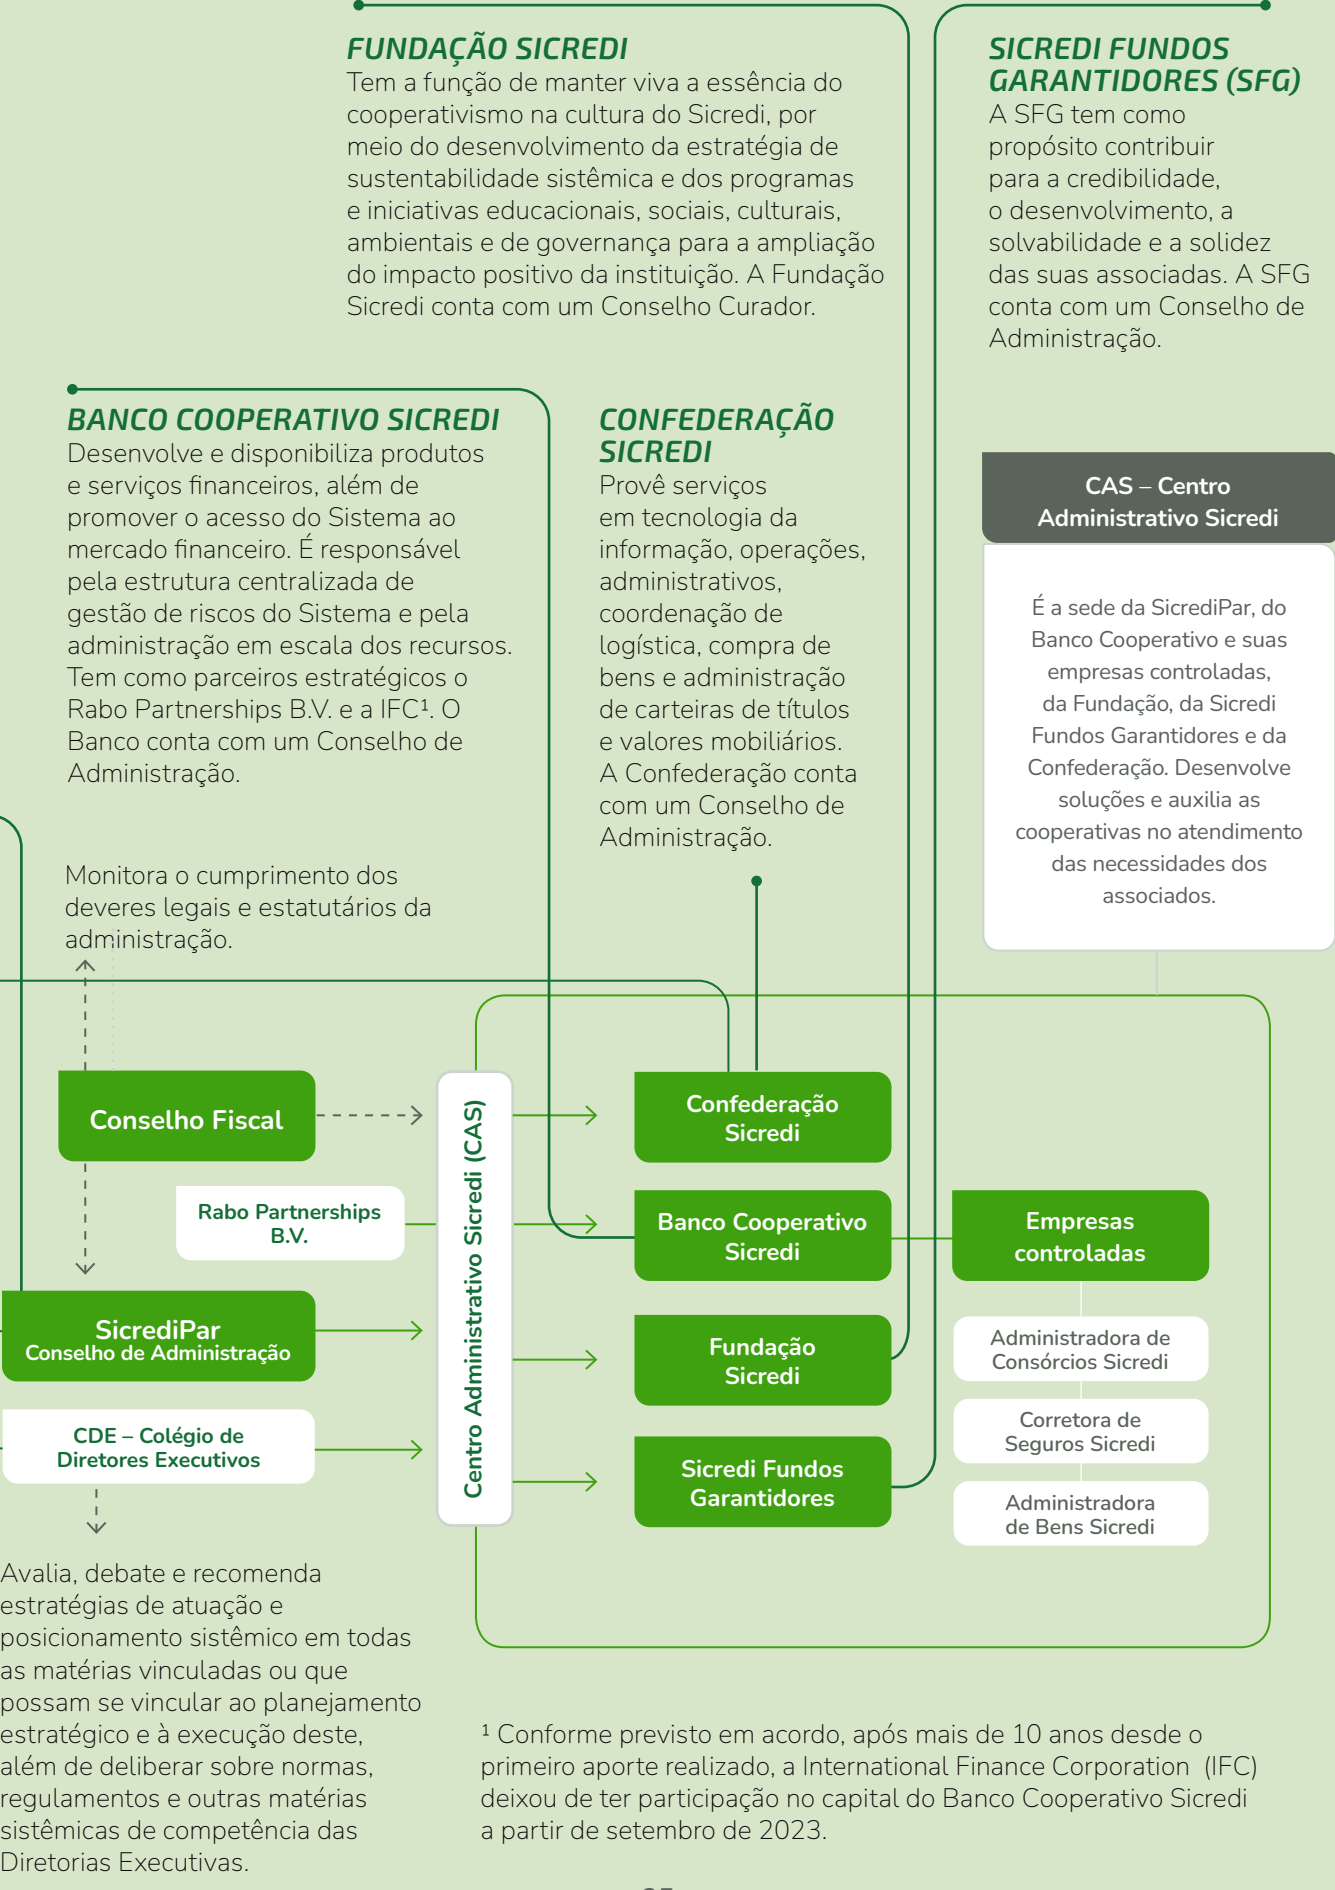 FUNDAÇÃO SICREDI
Tem a função de manter viva a essência do
cooperativismo na cultura do Sicredi, por
meio do desenvolvimento da estratégia de
sustentabilidade sistêmica e dos programas
e iniciativas educacionais, sociais, culturais,
ambientais e de governança para a ampliação
do impacto positivo da instituição. A Fundação
Sicredi conta com um Conselho Curador.
SICREDI FUNDOS
GARANTIDORES (SFG)
A SFG tem como
propósito contribuir
para a credibilidade,
o desenvolvimento, a
solvabilidade e a solidez
das suas associadas. A SFG
conta com um Conselho de
Administração.
BANCO COOPERATIVO SICREDI
Desenvolve e disponibiliza produtos
e serviços financeiros, além de
promover o acesso do Sistema ao
mercado financeiro. É responsável
pela estrutura centralizada de
gestão de riscos do Sistema e pela
administração em escala dos recursos.
Tem como parceiros estratégicos o
Rabo Partnerships B.V. e a IFC¹. O
Banco conta com um Conselho de
Administração.
CONFEDERAÇÃO
SICREDI
Provê serviços
em tecnologia da
informação, operações,
administrativos,
coordenação de
logística, compra de
bens e administração
de carteiras de títulos
e valores mobiliários.
A Confederação conta
com um Conselho de
Administração.
CAS – Centro
Administrativo Sicredi
É a sede da SicrediPar, do
Banco Cooperativo e suas
empresas controladas,
da Fundação, da Sicredi
Fundos Garantidores e da
Confederação. Desenvolve
soluções e auxilia as
cooperativas no atendimento
das necessidades dos
associados.
Monitora o cumprimento dos
deveres legais e estatutários da
administração.
Conselho Fiscal
Rabo Partnerships
B.V.
SicrediPar
Conselho de Administração
CDE – Colégio de
Diretores Executivos
Centro Administrativo Sicredi (CAS)
Confederação
Sicredi
Banco Cooperativo
Sicredi
Fundação
Sicredi
Sicredi Fundos
Garantidores
Empresas
controladas
Administradora de
Consórcios Sicredi
Corretora de
Seguros Sicredi
Administradora
de Bens Sicredi
Avalia, debate e recomenda
estratégias de atuação e
posicionamento sistêmico em todas
as matérias vinculadas ou que
possam se vincular ao planejamento
estratégico e à execução deste,
além de deliberar sobre normas,
regulamentos e outras matérias
sistêmicas de competência das
Diretorias Executivas.
¹ Conforme previsto em acordo, após mais de 10 anos desde o
primeiro aporte realizado, a International Finance Corporation (IFC)
deixou de ter participação no capital do Banco Cooperativo Sicredi
a partir de setembro de 2023.